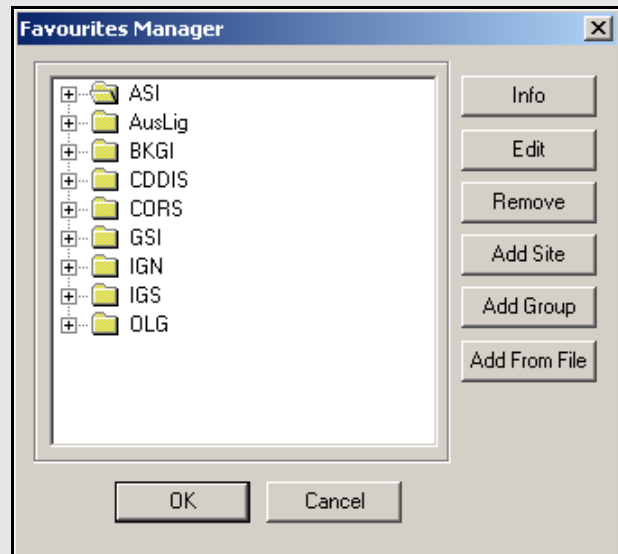 Favourites Manager
ASI
AusLig
BKGI
CDDIS
CORS
GSI
IGN
IGS
OLG
Info
Edit
Remove
Add Site
Add Group
Add From File
OK
Cancel